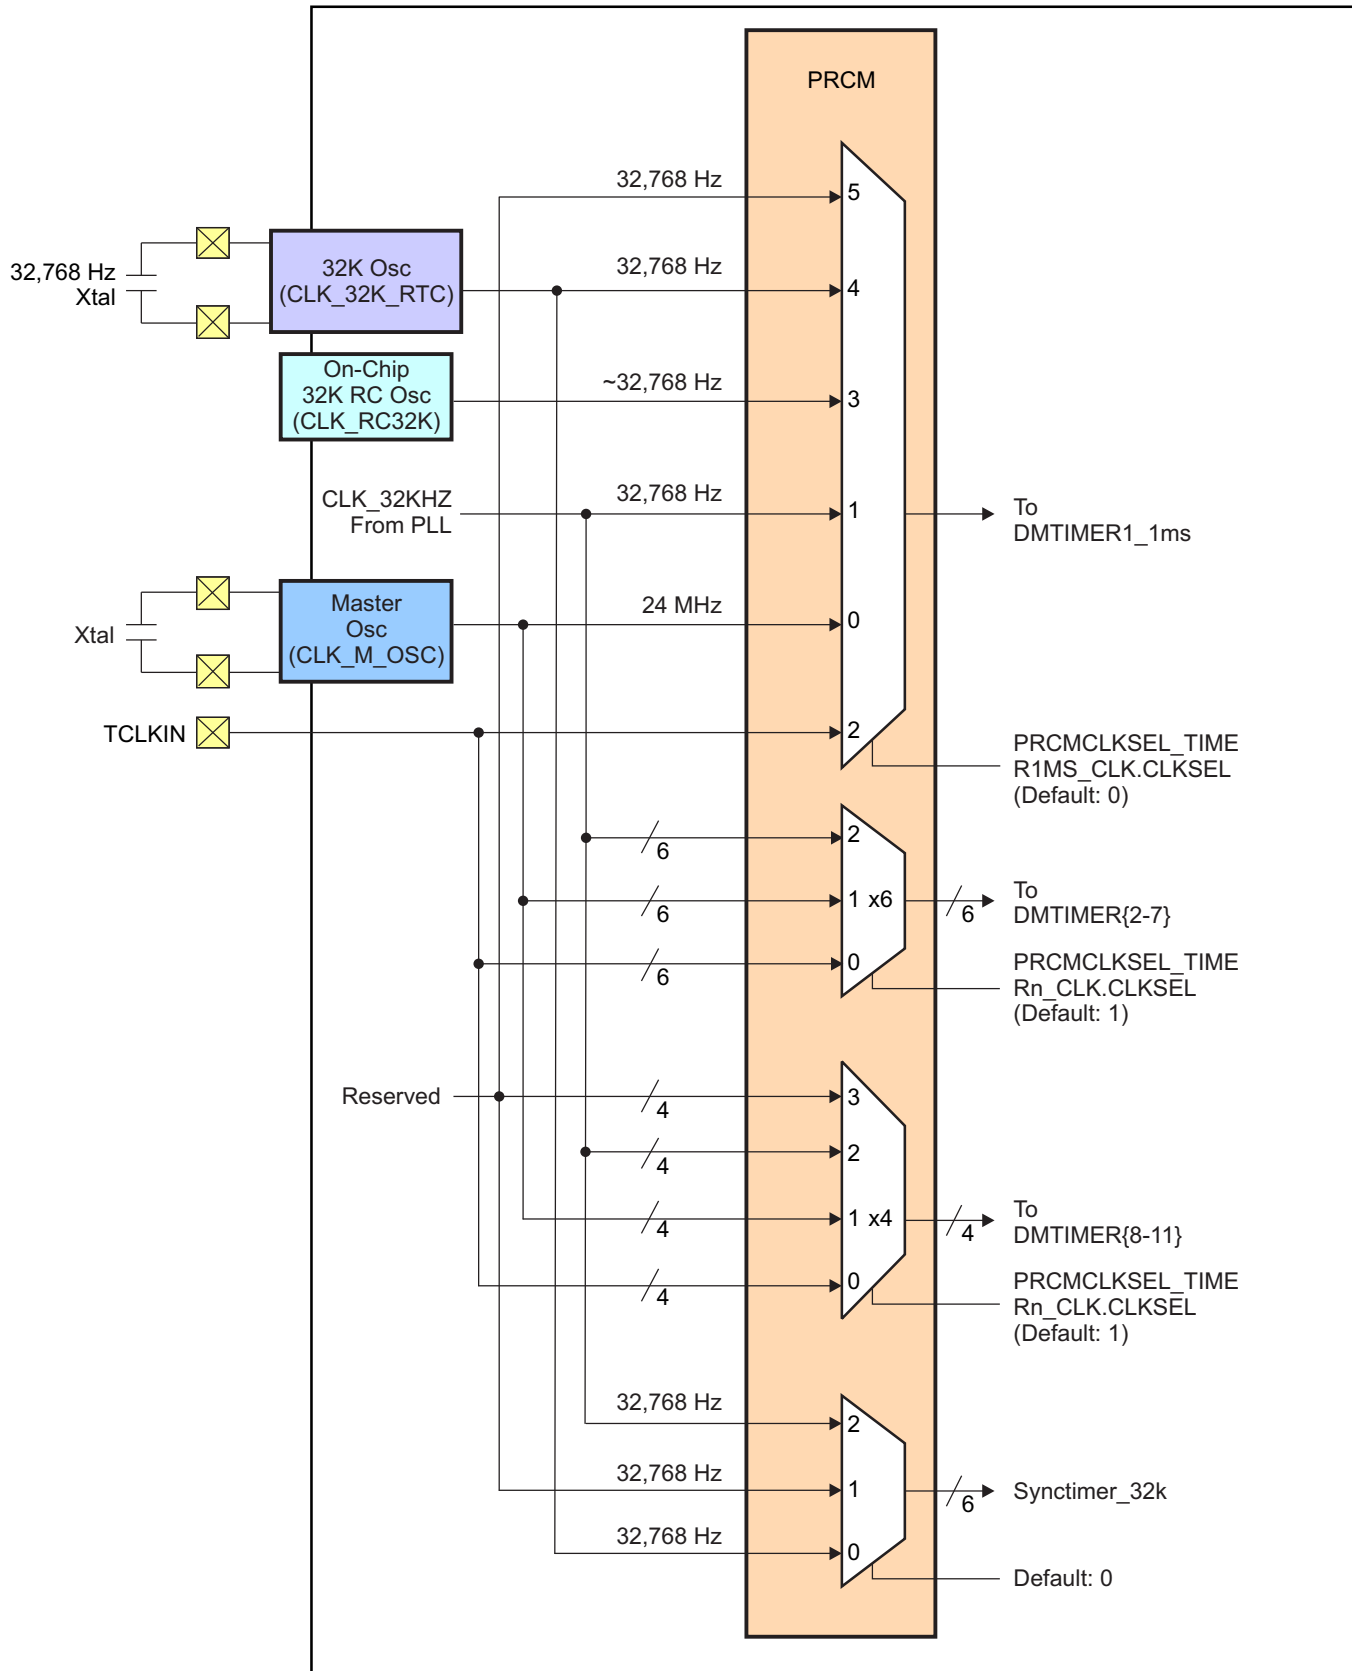 PRCM
32,768 Hz
5
32,768 Hz
Xtal
32K Osc
(CLK_32K_RTC)
32,768 Hz
4
On-Chip
32K RC Osc
(CLK_RC32K)
~32,768 Hz
3
CLK_32KHZ
From PLL
32,768 Hz
1
To
DMTIMER1_1ms
Xtal
Master
Osc
(CLK_M_OSC)
24 MHz
0
TCLKIN
2
PRCMCLKSEL_TIME
R1MS_CLK.CLKSEL
(Default: 0)
6
2
6
1 x6
6
To
DMTIMER{2-7}
6
0
PRCMCLKSEL_TIME
Rn_CLK.CLKSEL
(Default: 1)
Reserved
4
3
4
2
4
1 x4
4
To
DMTIMER{8-11}
4
0
PRCMCLKSEL_TIME
Rn_CLK.CLKSEL
(Default: 1)
32,768 Hz
2
32,768 Hz
1
6
Synctimer_32k
32,768 Hz
0
Default: 0